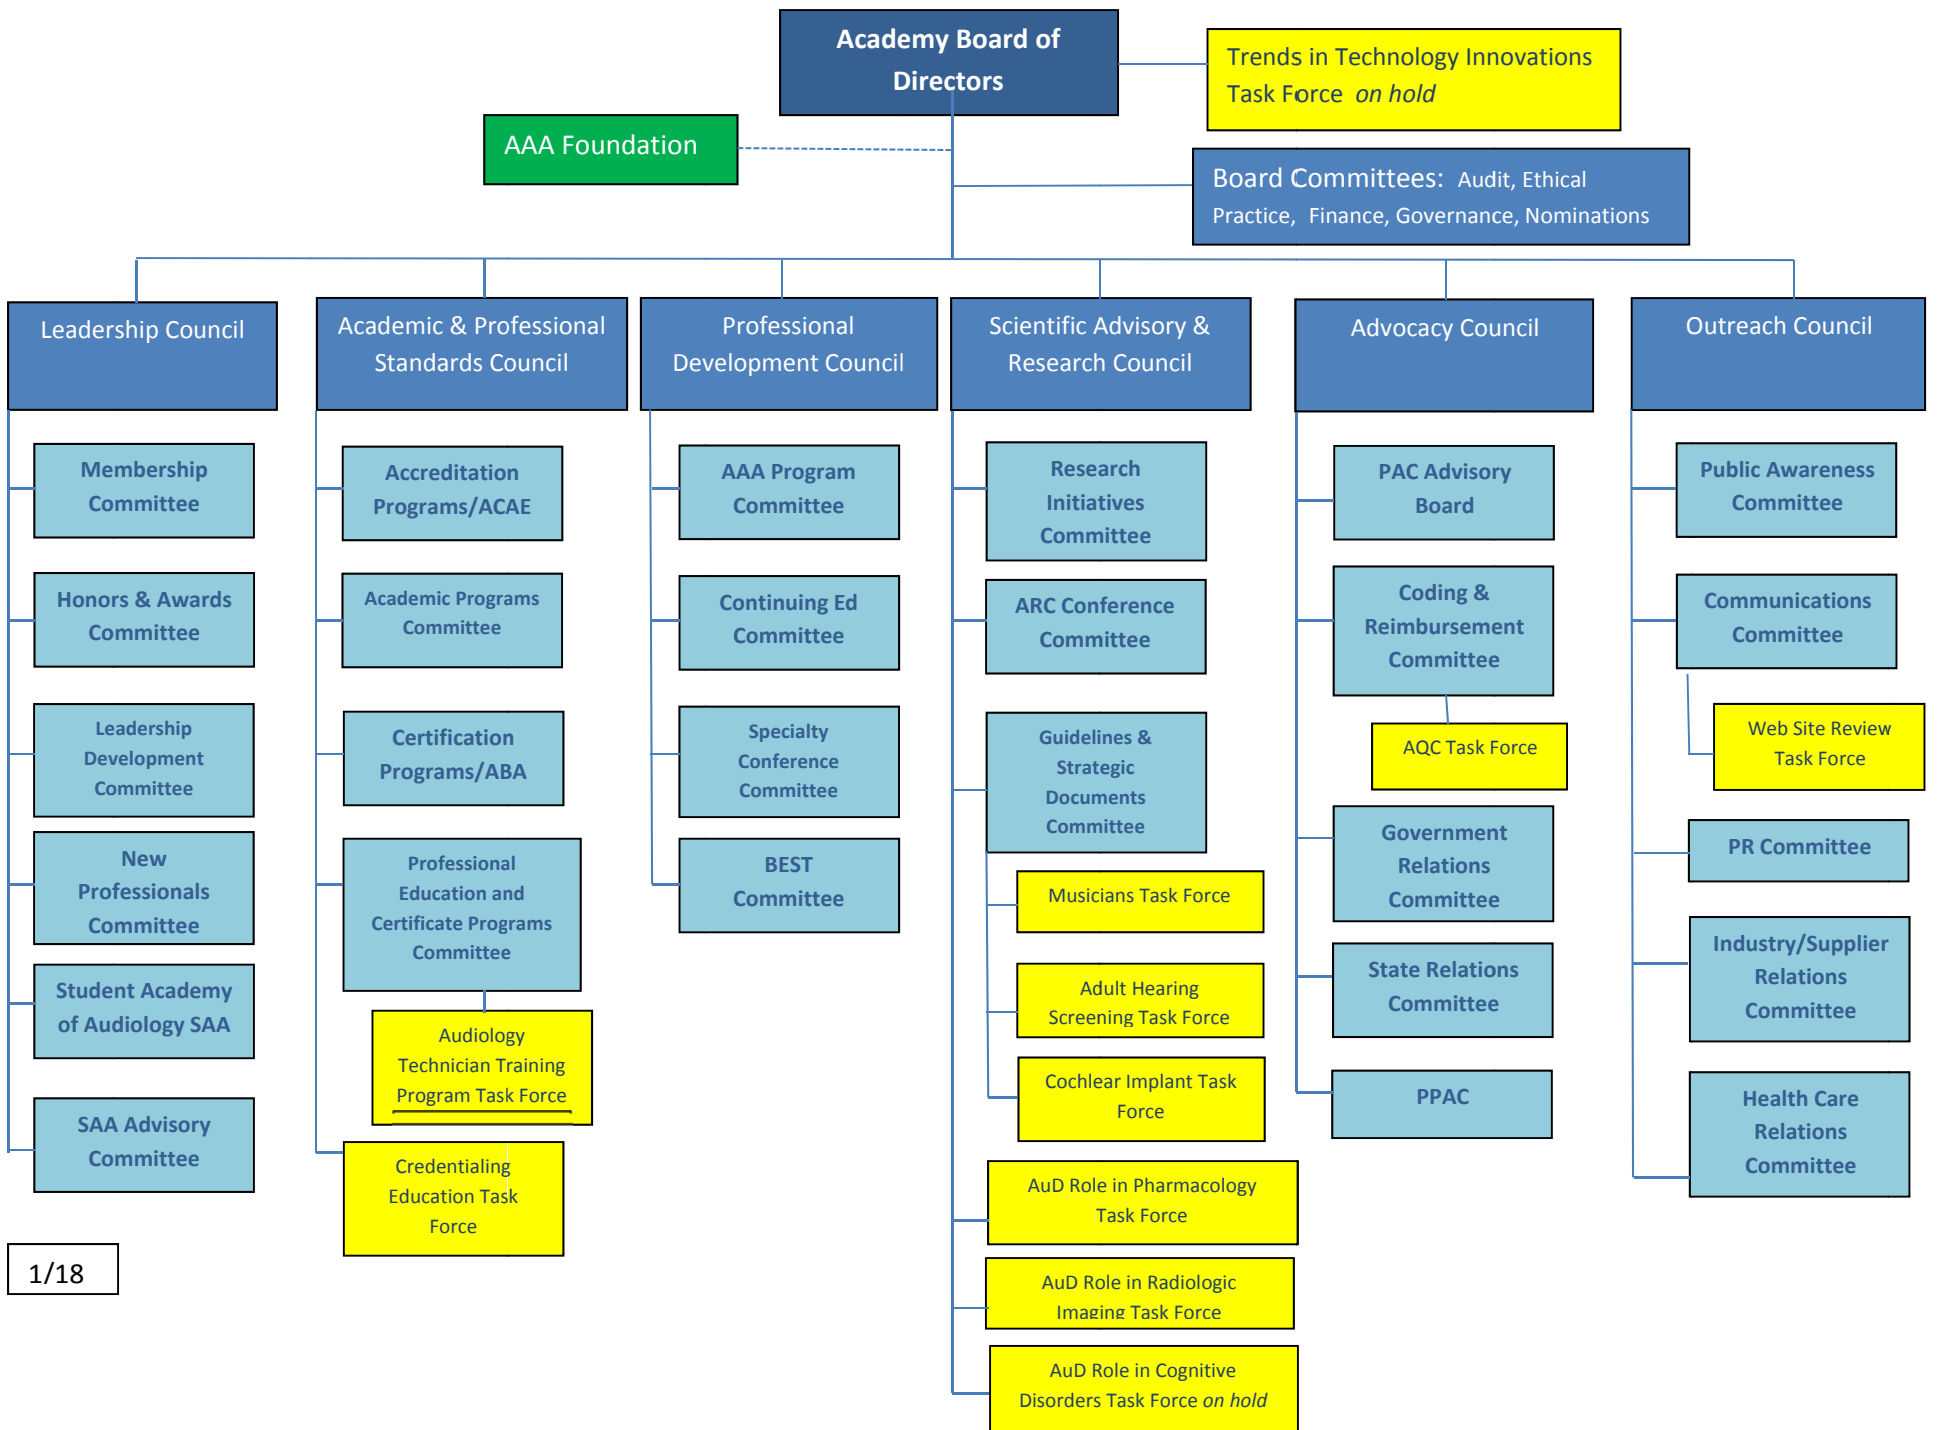 Academy Board of
Directors
Trends in Technology Innovations
Task Force on hold
AAA Foundation
Board Committees: Audit, Ethical
Practice, Finance, Governance, Nominations
Leadership Council
Academic & Professional
Standards Council
Professional
Development Council
Scientific Advisory &
Research Council
Advocacy Council
Outreach Council
Membership
Committee
Honors & Awards
Committee
Leadership
Development
Committee
New
Professionals
Committee
Student Academy
of Audiology SAA
SAA Advisory
Committee
Accreditation
Programs/ACAE
Academic Programs
Committee
Certification
Programs/ABA
Professional
Education and
Certificate Programs
Committee
Audiology
Technician Training
Program Task Force
Credentialing
Education Task
Force
AAA Program
Committee
Continuing Ed
Committee
Specialty
Conference
Committee
BEST
Committee
Research
Initiatives
Committee
ARC Conference
Committee
Guidelines &
Strategic
Documents
Committee
Musicians Task Force
Adult Hearing
Screening Task Force
Cochlear Implant Task
Force
AuD Role in Pharmacology
Task Force
AuD Role in Radiologic
Imaging Task Force
AuD Role in Cognitive
Disorders Task Force on hold
PAC Advisory
Board
Coding &
Reimbursement
Committee
AQC Task Force
Government
Relations
Committee
State Relations
Committee
PPAC
Public Awareness
Committee
Communications
Committee
Web Site Review
Task Force
PR Committee
Industry/Supplier
Relations
Committee
Health Care
Relations
Committee
1/18